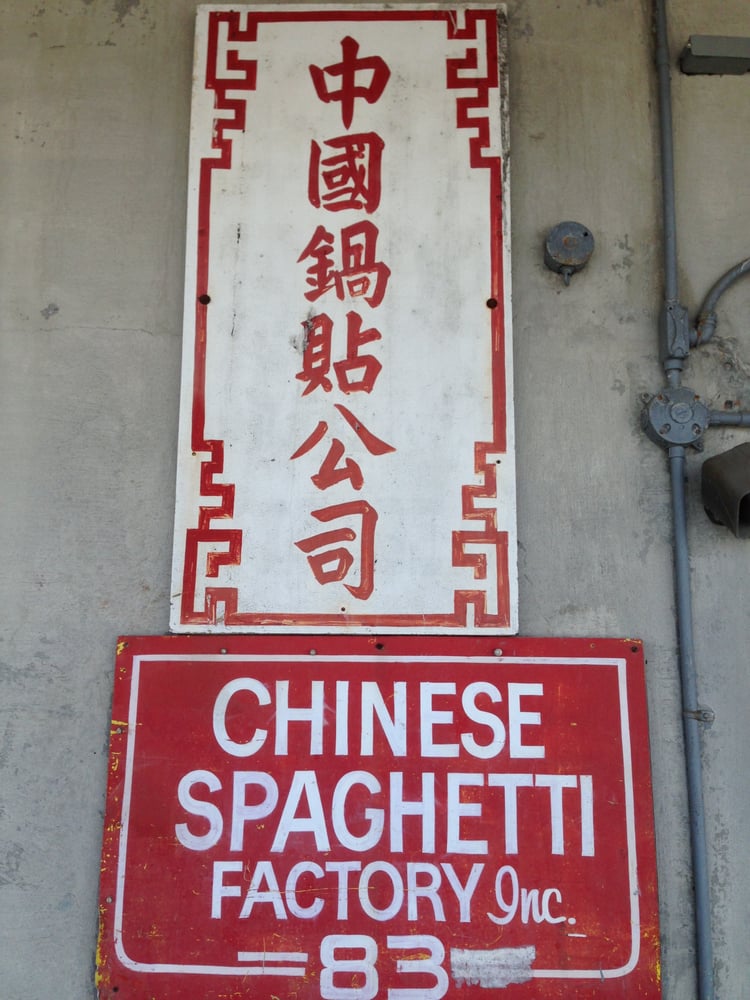 中國鍋貼公司
CHINESE
SPAGHETTI
FACTORY Inc.
83